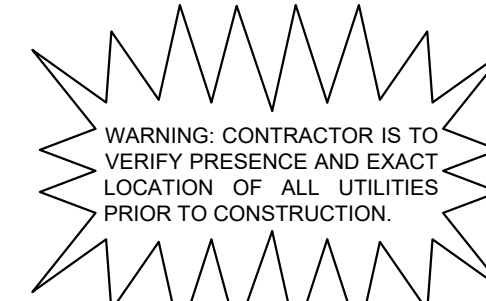 WARNING: CONTRACTOR IS TO
VERIFY PRESENCE AND EXACT
LOCATION OF ALL UTILITIES
PRIOR TO CONSTRUCTION.